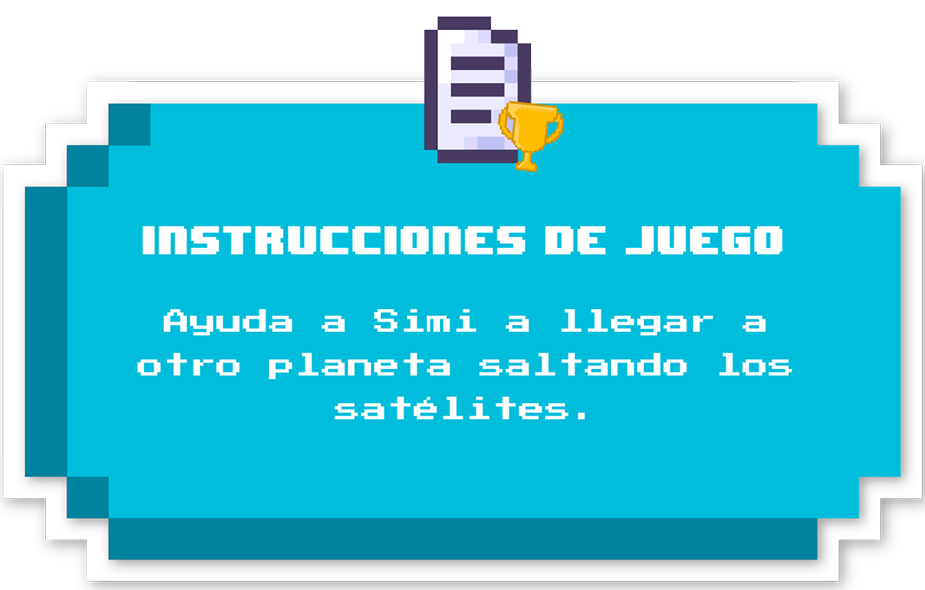 INSTRUCCIONES DE JUEGO
Ayuda a Simi a llegar a
otro planeta saltando los
satélites.